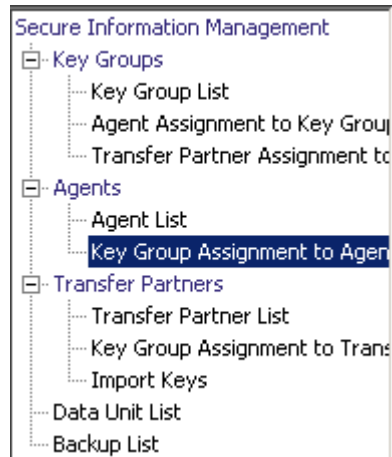 Secure Information Management
Key Groups
Key Group List
Agent Assignment to Key Grou
Transfer Partner Assignment to
Agents
Agent List
Key Group Assignment to Agen
Transfer Partners
Transfer Partner List
Key Group Assignment to Trans
Import Keys
Data Unit List
Backup List